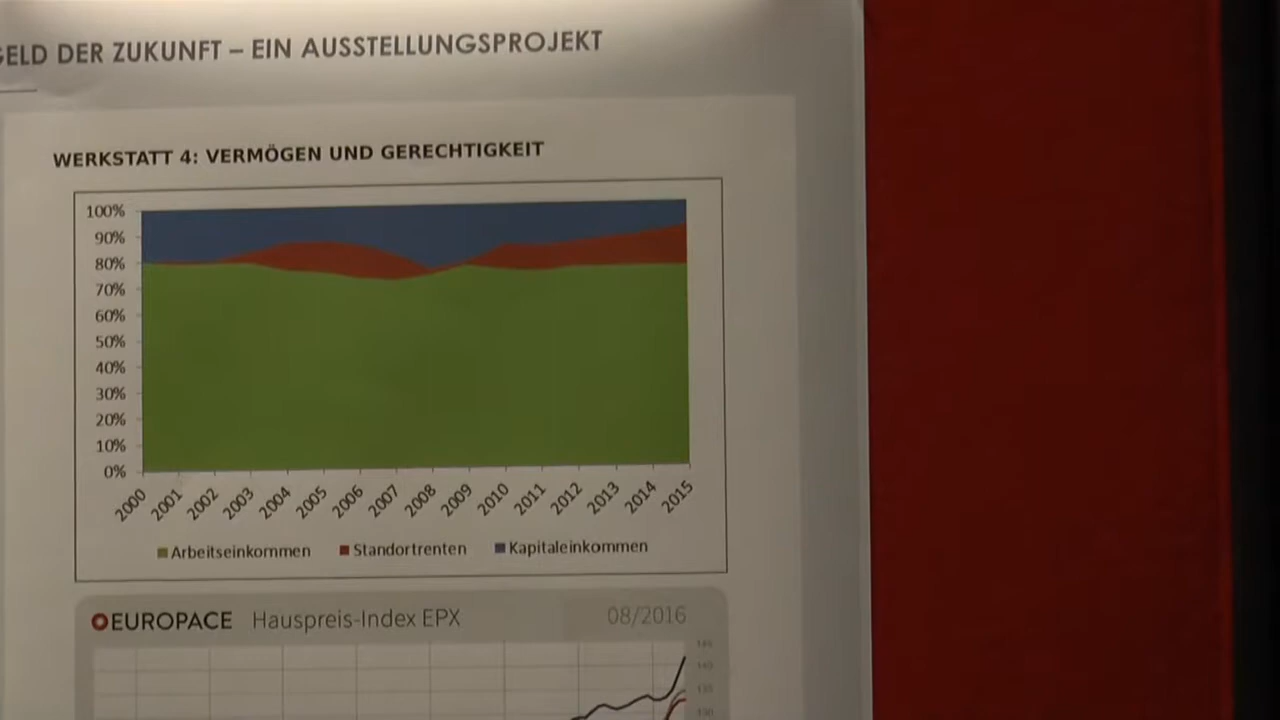 GELD DER ZUKUNFT – EIN AUSSTELLUNGSPROJEKT
WERKSTATT 4: VERMÖGEN UND GERECHTIGKEIT
100%
90%
80%
70%
60%
50%
40%
30%
20%
10%
0%
2000 2001 2002 2003 2004 2005 2006 2007 2008 2009 2010 2011 2012 2013 2014 2015
Arbeitseinkommen Standortrenten Kapitaleinkommen
EUROPACE Hauspreis-Index EPX 08/2016